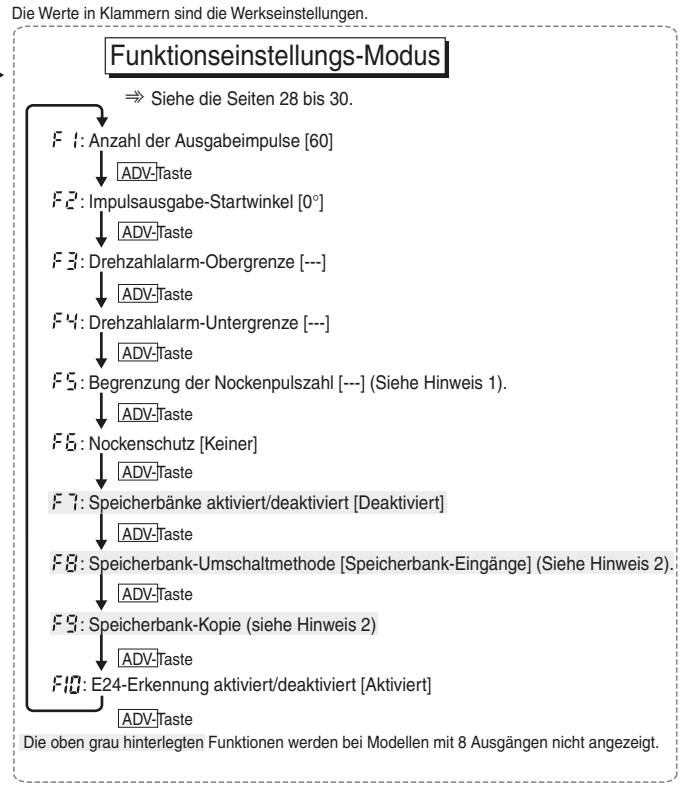 Die Werte in Klammern sind die Werkseinstellungen.
Funktionseinstellungs-Modus
⇒ Siehe die Seiten 28 bis 30.
F 1: Anzahl der Ausgabeimpulse [60]
ADV-Taste
F2: Impulsausgabe-Startwinkel [0°]
ADV-Taste
F3: Drehzahlalarm-Obergrenze [---]
ADV-Taste
F4: Drehzahlalarm-Untergrenze [---]
ADV-Taste
F5: Begrenzung der Nockenpulszahl [---] (Siehe Hinweis 1).
ADV-Taste
F6: Nockenschutz [Keiner]
ADV-Taste
F7: Speicherbänke aktiviert/deaktiviert [Deaktiviert]
ADV-Taste
F8: Speicherbank-Umschaltmethode [Speicherbank-Eingänge] (Siehe Hinweis 2).
ADV-Taste
F9: Speicherbank-Kopie (siehe Hinweis 2)
ADV-Taste
F10: E24-Erkennung aktiviert/deaktiviert [Aktiviert]
ADV-Taste
Die oben grau hinterlegten Funktionen werden bei Modellen mit 8 Ausgängen nicht angezeigt.